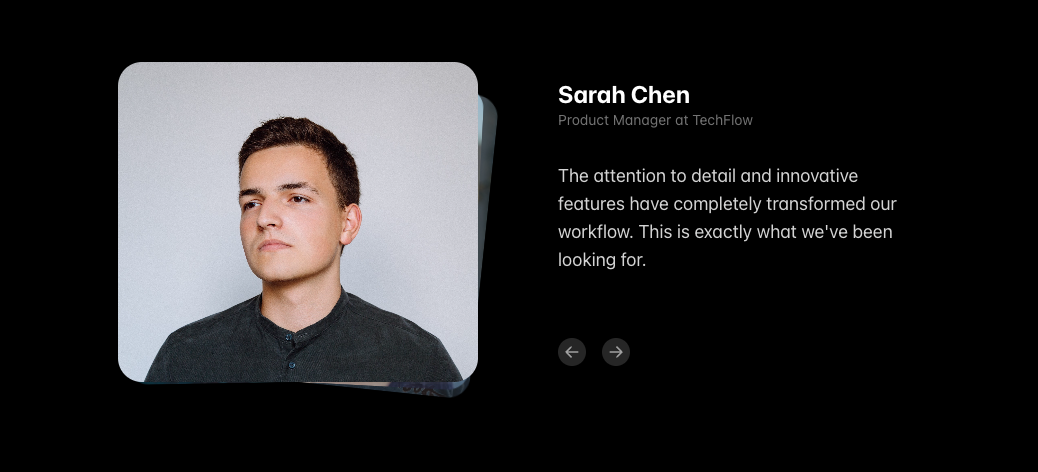 Sarah Chen
Product Manager at TechFlow
The attention to detail and innovative
features have completely transformed our
workflow. This is exactly what we've been
looking for.